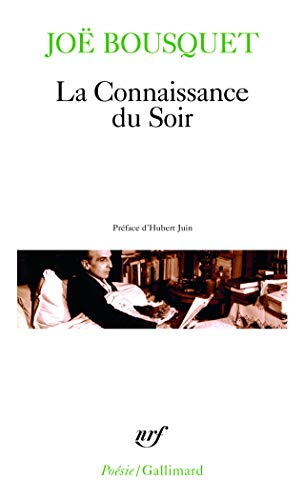 JOË BOUSQUET
La Connaissance
du Soir
Préface d'Hubert Juin
nrf
Poésie/Gallimard